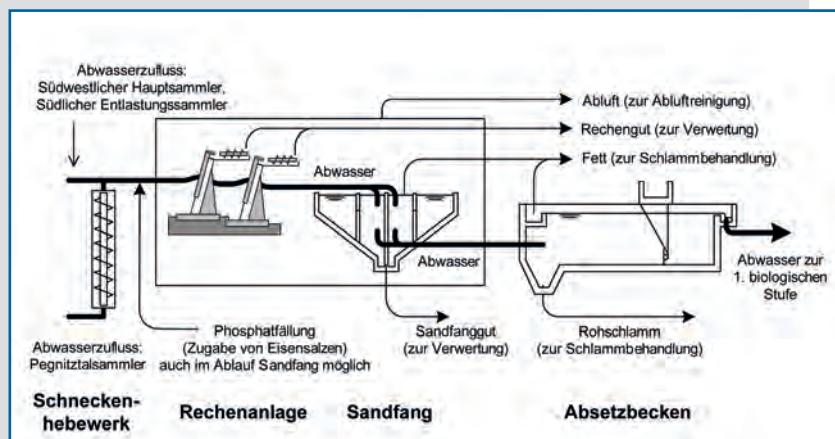 Abwasserzufluss:
Südwestlicher Hauptsammler,
Südlicher Entlastungssammler
Abluft (zur Abluftreinigung)
Rechengut (zur Verwertung)
Fett (zur Schlammbehandlung)
Abwasser
Abwasser
Abwasser zur
1. biologischen
Stufe
Abwasserzufluss:
Pegnitztalsammler
Phosphatfällung
(Zugabe von Eisensalzen)
auch im Ablauf Sandfang möglich
Sandfanggut
(zur Verwertung)
Rohschlamm
(zur Schlammbehandlung)
Schnecken-
hebewerk
Rechenanlage
Sandfang
Absetzbecken